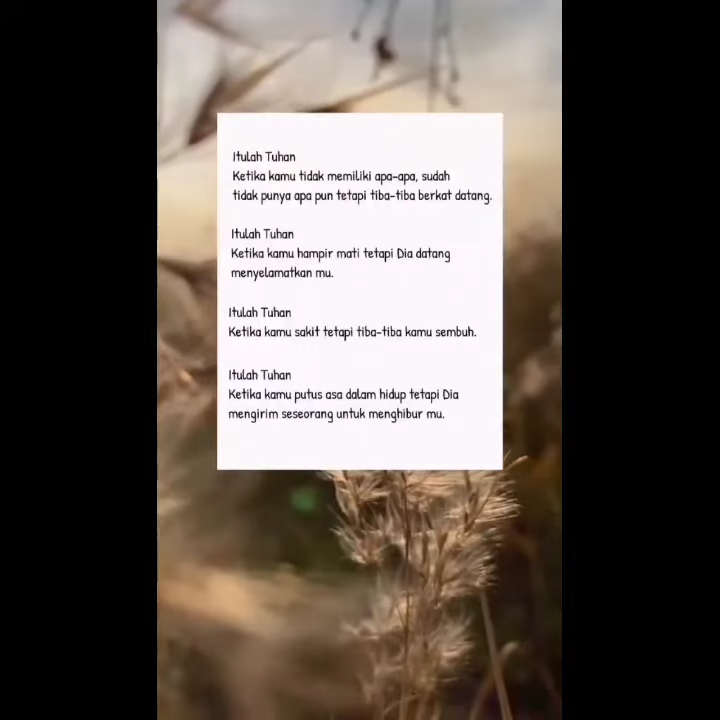 Itulah Tuhan
Ketika kamu tidak memiliki apa-apa, sudah
tidak punya apa pun tetapi tiba-tiba berkat datang.
Itulah Tuhan
Ketika kamu hampir mati tetapi Dia datang
menyelamatkan mu.
Itulah Tuhan
Ketika kamu sakit tetapi tiba-tiba kamu sembuh.
Itulah Tuhan
Ketika kamu putus asa dalam hidup tetapi Dia
mengirim seseorang untuk menghibur mu.